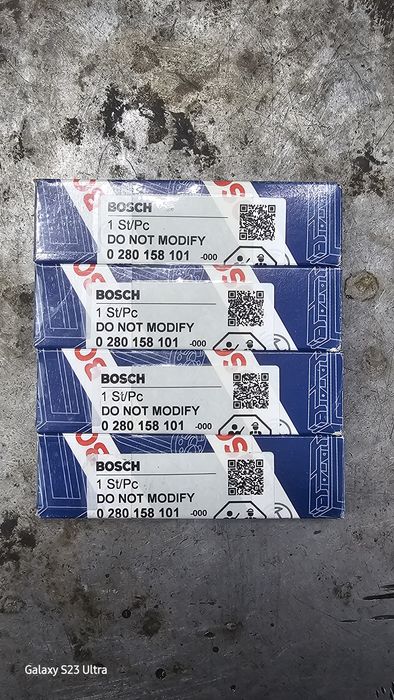 BOSCH
1 St/Pc
DO NOT MODIFY
0 280 158 101 -000
BOSCH
1 St/Pc
DO NOT MODIFY
0 280 158 101 -000
BOSCH
1 St/Pc
DO NOT MODIFY
0 280 158 101 -000
BOSCH
1 St/Pc
DO NOT MODIFY
0 280 158 101 -000
Galaxy S23 Ultra